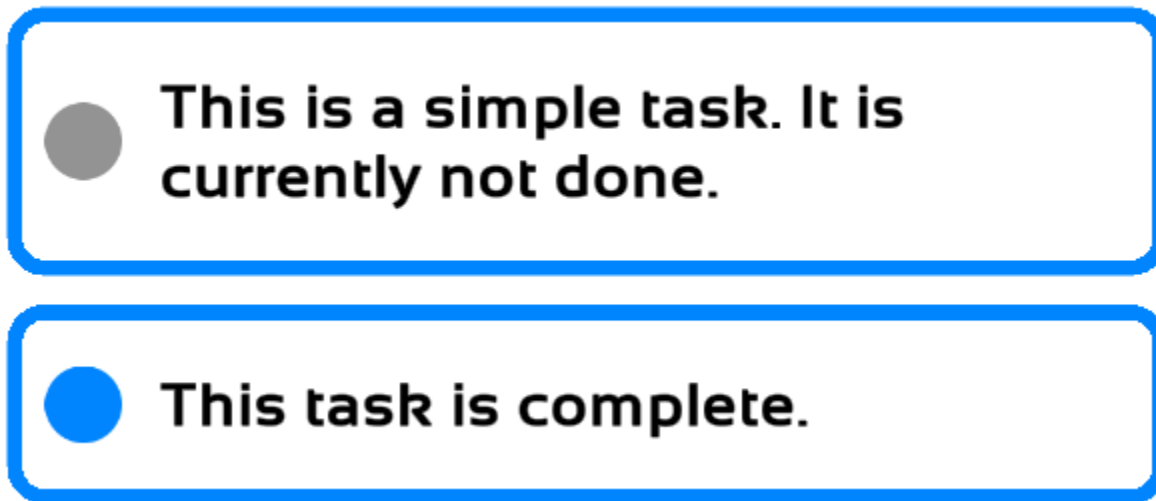 This is a simple task. It is
currently not done.
This task is complete.